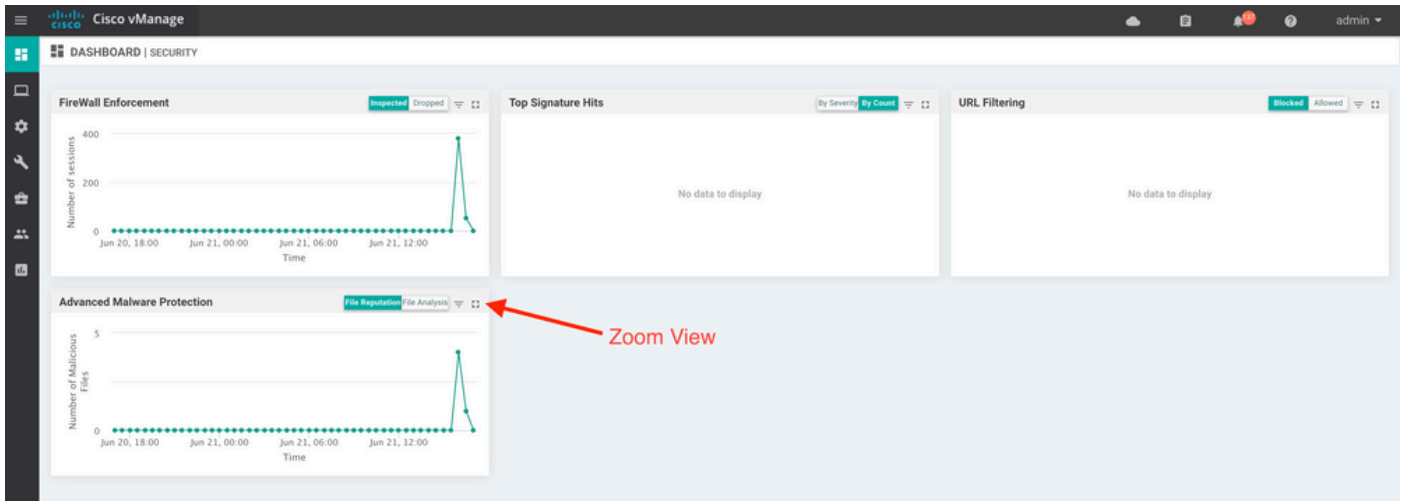 CISCO Cisco vManage
137
admin
DASHBOARD | SECURITY
FireWall Enforcement
Inspected Dropped
400
200
0
Number of sessions
Jun 20, 18:00 Jun 21, 00:00 Jun 21, 06:00 Jun 21, 12:00
Time
Top Signature Hits
By Severity By Count
No data to display
URL Filtering
Blocked Allowed
No data to display
Advanced Malware Protection
File Reputation File Analysis
5
0
Number of Malicious
Files
Jun 20, 18:00 Jun 21, 00:00 Jun 21, 06:00 Jun 21, 12:00
Time
Zoom View